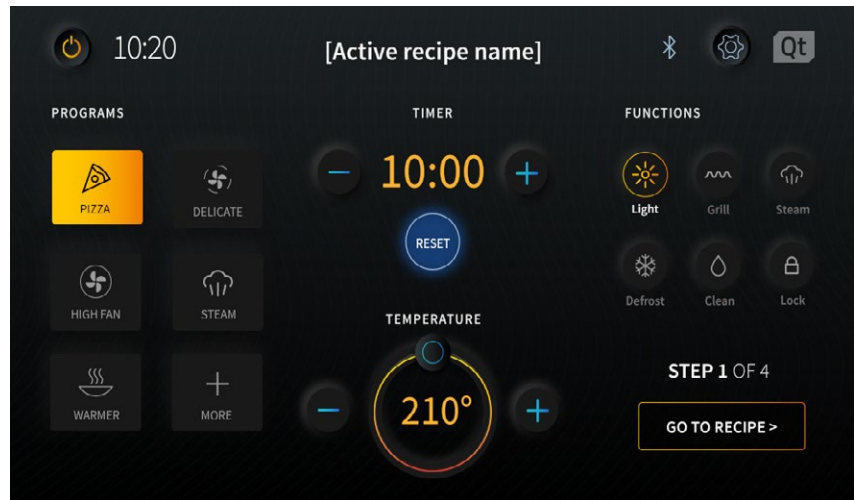 10:20
[Active recipe name]
Qt
PROGRAMS
PIZZA
DELICATE
HIGH FAN
STEAM
WARMER
MORE
TIMER
10:00
RESET
TEMPERATURE
210°
FUNCTIONS
Light
Grill
Steam
Defrost
Clean
Lock
STEP 1 OF 4
GO TO RECIPE >